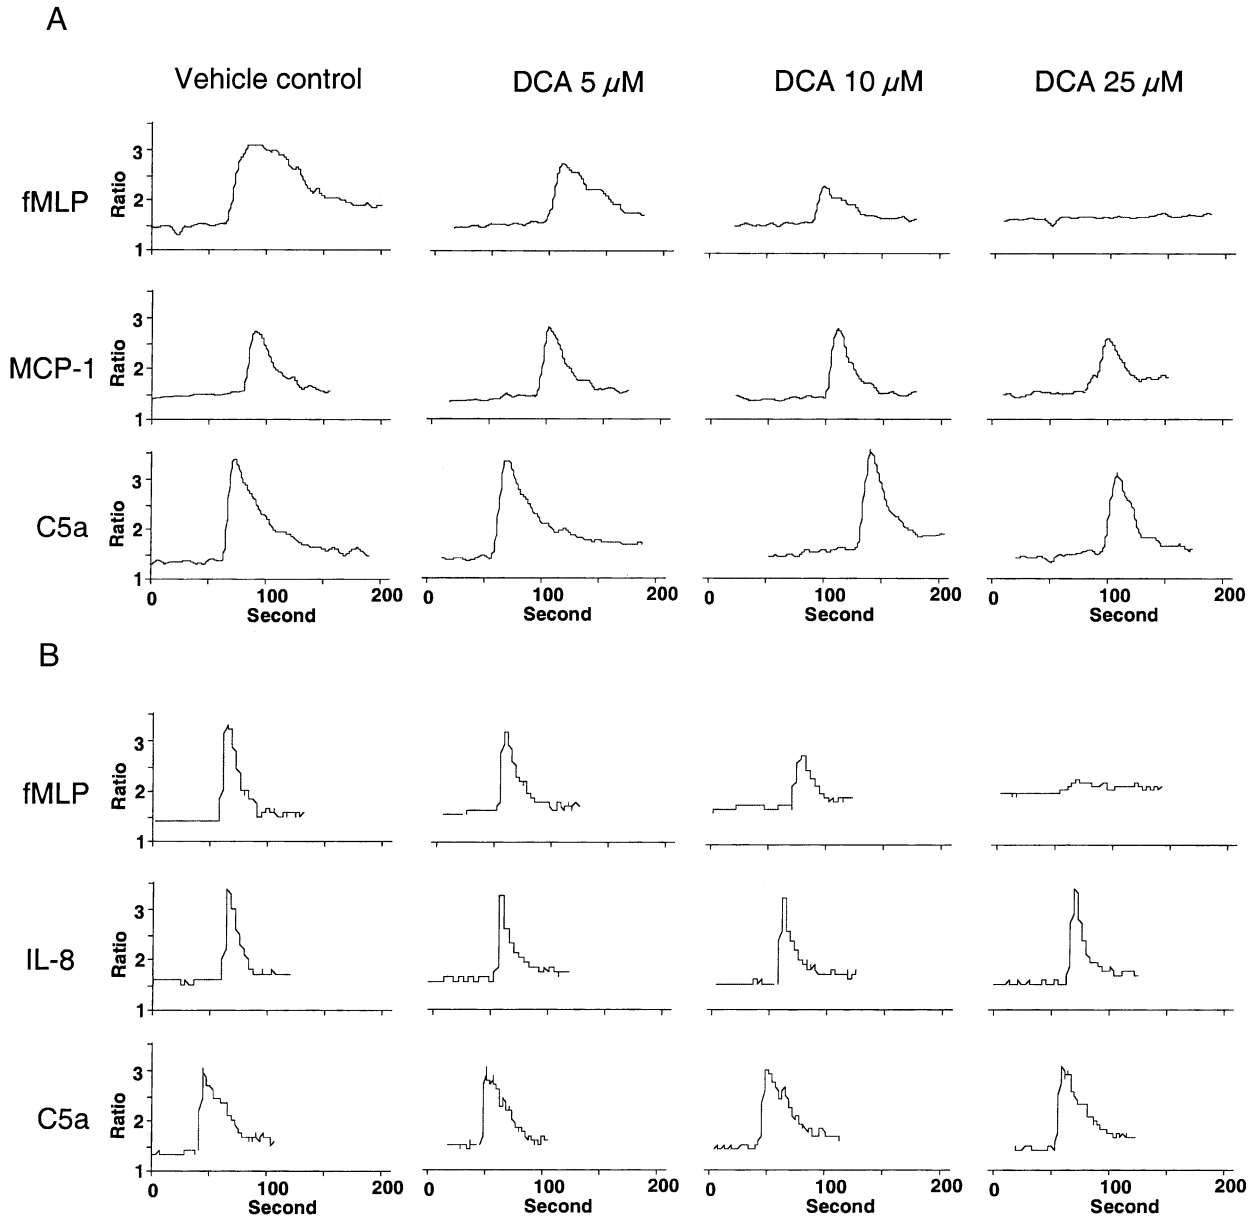 A
Vehicle control DCA 5 µM DCA 10 µM DCA 25 µM
fMLP Ratio 3 2 1
MCP-1 Ratio 3 2 1
C5a Ratio 3 2 1
0 100 200 0 100 200 0 100 200 0 100 200
Second Second Second Second
B
fMLP Ratio 3 2 1
IL-8 Ratio 3 2 1
C5a Ratio 3 2 1
0 100 200 0 100 200 0 100 200 0 100 200
Second Second Second Second